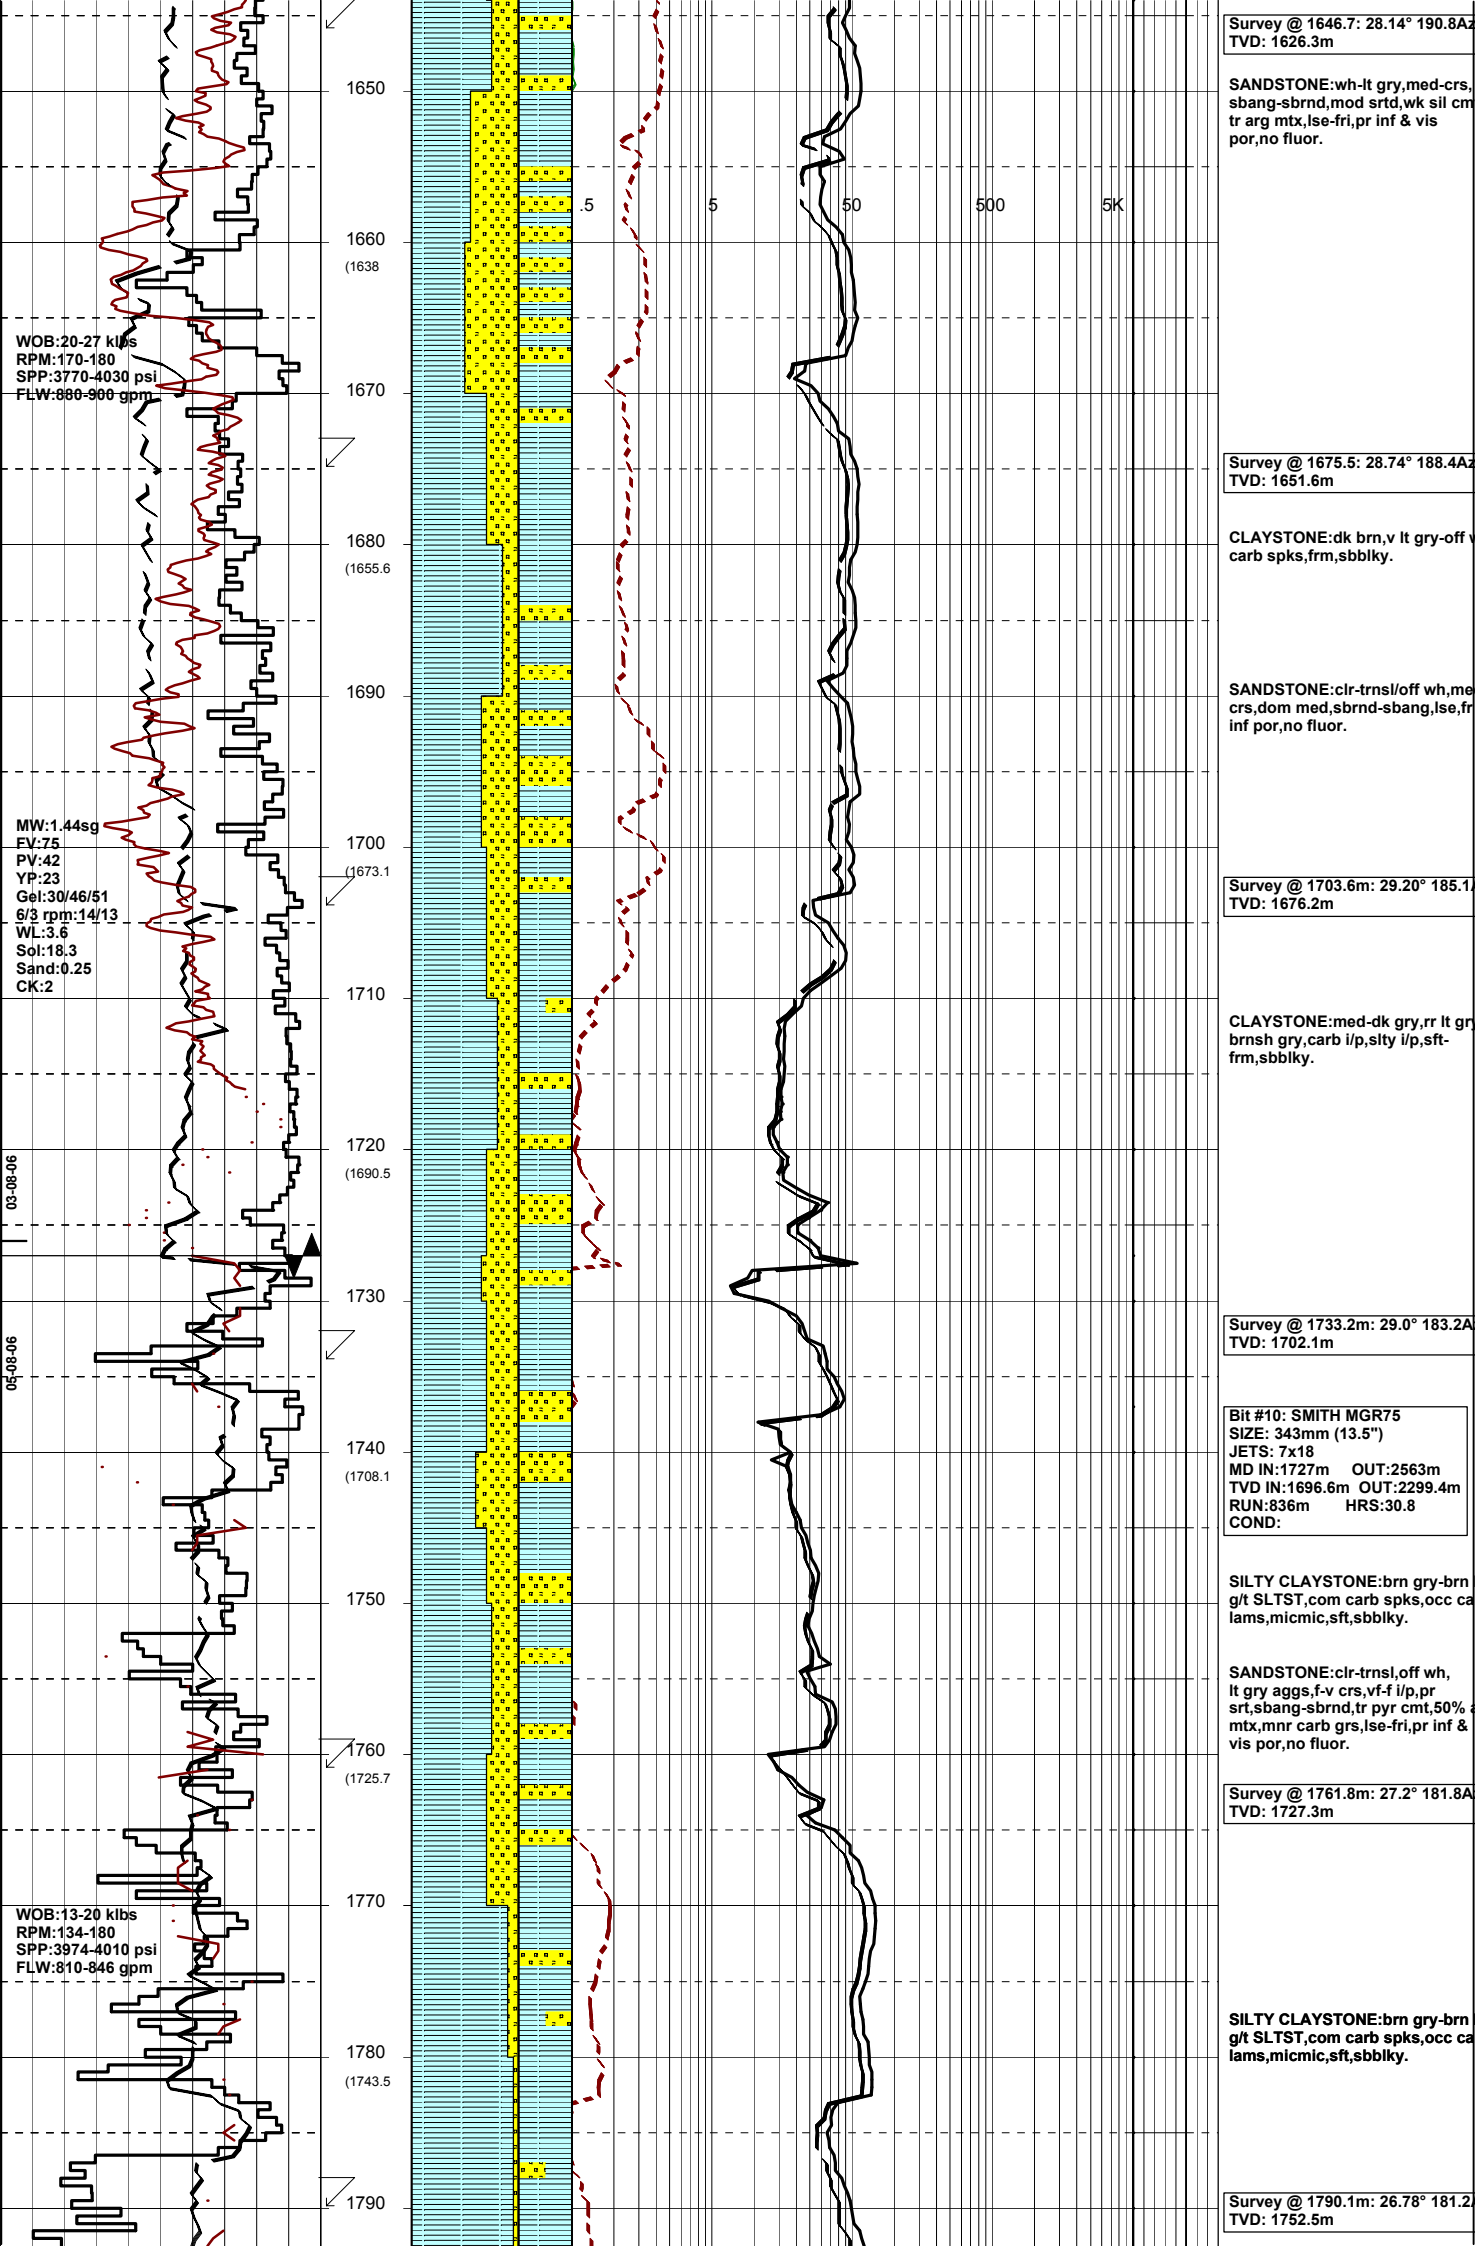 Survey @ 1646.7: 28.14° 190.8Az
TVD: 1626.3m
1650
SANDSTONE:wh-lt gry,med-crs,
sbang-sbrnd,mod srtd,wk sil cm
tr arg mtx,lse-fri,pr inf & vis
por,no fluor.
.5 5 50 500 5K
1660
(1638
WOB:20-27 klbs
RPM:170-180
SPP:3770-4030 psi
FLW:880-900 gpm
1670
Survey @ 1675.5: 28.74° 188.4Az
TVD: 1651.6m
1680
(1655.6
CLAYSTONE:dk brn,v lt gry-off
carb spks,frm,sbblky.
1690
SANDSTONE:clr-trnsl/off wh,me
crs,dom med,sbrnd-sbang,lse,fr
inf por,no fluor.
MW:1.44sg
FV:75
PV:42
YP:23
Gel:30/46/51
6/3 rpm:14/13
WL:3.6
Sol:18.3
Sand:0.25
CK:2
1700
(1673.1
Survey @ 1703.6m: 29.20° 185.1
TVD: 1676.2m
1710
CLAYSTONE:med-dk gry,rr lt gry
brnsh gry,carb i/p,slty i/p,sft-
frm,sbblky.
1720
(1690.5
03-08-06
1730
Survey @ 1733.2m: 29.0° 183.2A
TVD: 1702.1m
05-08-06
Bit #10: SMITH MGR75
SIZE: 343mm (13.5")
JETS: 7x18
MD IN:1727m OUT:2563m
TVD IN:1696.6m OUT:2299.4m
RUN:836m HRS:30.8
COND:
1740
(1708.1
1750
SILTY CLAYSTONE:brn gry-brn
g/t SLTST,com carb spks,occ ca
lams,micmic,sft,sbblky.
SANDSTONE:clr-trnsl,off wh,
lt gry aggs,f-v crs,vf-f i/p,pr
srt,sbang-sbrnd,tr pyr cmt,50%
mtx,mnr carb grs,lse-fri,pr inf &
vis por,no fluor.
1760
(1725.7
Survey @ 1761.8m: 27.2° 181.8A
TVD: 1727.3m
1770
WOB:13-20 klbs
RPM:134-180
SPP:3974-4010 psi
FLW:810-846 gpm
SILTY CLAYSTONE:brn gry-brn
g/t SLTST,com carb spks,occ ca
lams,micmic,sft,sbblky.
1780
(1743.5
1790
Survey @ 1790.1m: 26.78° 181.2
TVD: 1752.5m